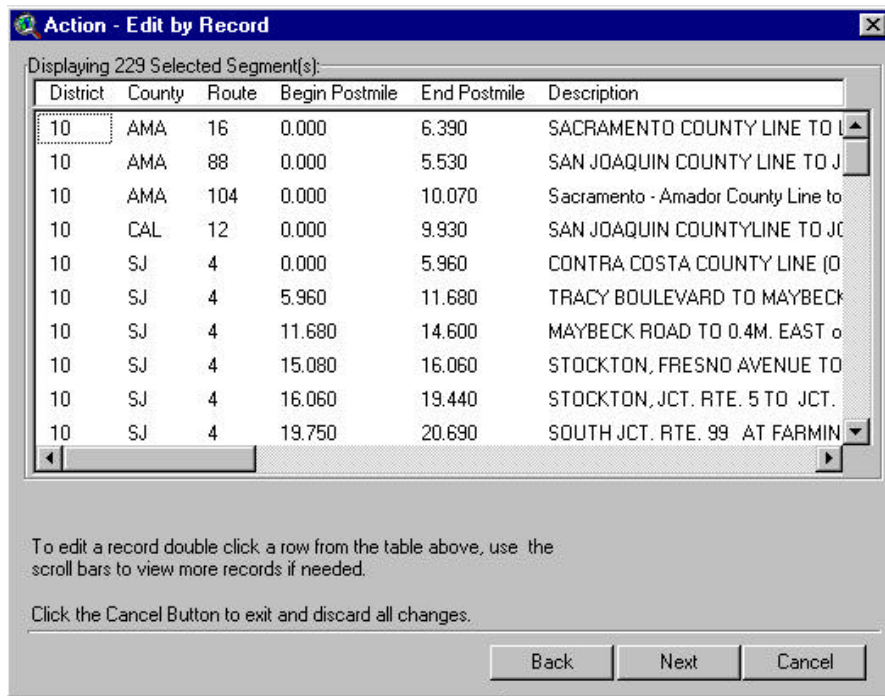 Action - Edit by Record
Displaying 229 Selected Segment(s):
District County Route Begin Postmile End Postmile Description
10 AMA 16 0.000 6.390 SACRAMENTO COUNTY LINE TO
10 AMA 88 0.000 5.530 SAN JOAQUIN COUNTY LINE TO J
10 AMA 104 0.000 10.070 Sacramento - Amador County Line to
10 CAL 12 0.000 9.930 SAN JOAQUIN COUNTYLINE TO
10 SJ 4 0.000 5.960 CONTRA COSTA COUNTY LINE (O
10 SJ 4 5.960 11.680 TRACY BOULEVARD TO MAYBECK
10 SJ 4 11.680 14.600 MAYBECK ROAD TO 0.4M. EAST o
10 SJ 4 15.080 16.060 STOCKTON, FRESNO AVENUE TO
10 SJ 4 16.060 19.440 STOCKTON, JCT. RTE. 5 TO JCT.
10 SJ 4 19.750 20.690 SOUTH JCT. RTE. 99 AT FARMIN
To edit a record double click a row from the table above, use the
scroll bars to view more records if needed.
Click the Cancel Button to exit and discard all changes.
Back Next Cancel